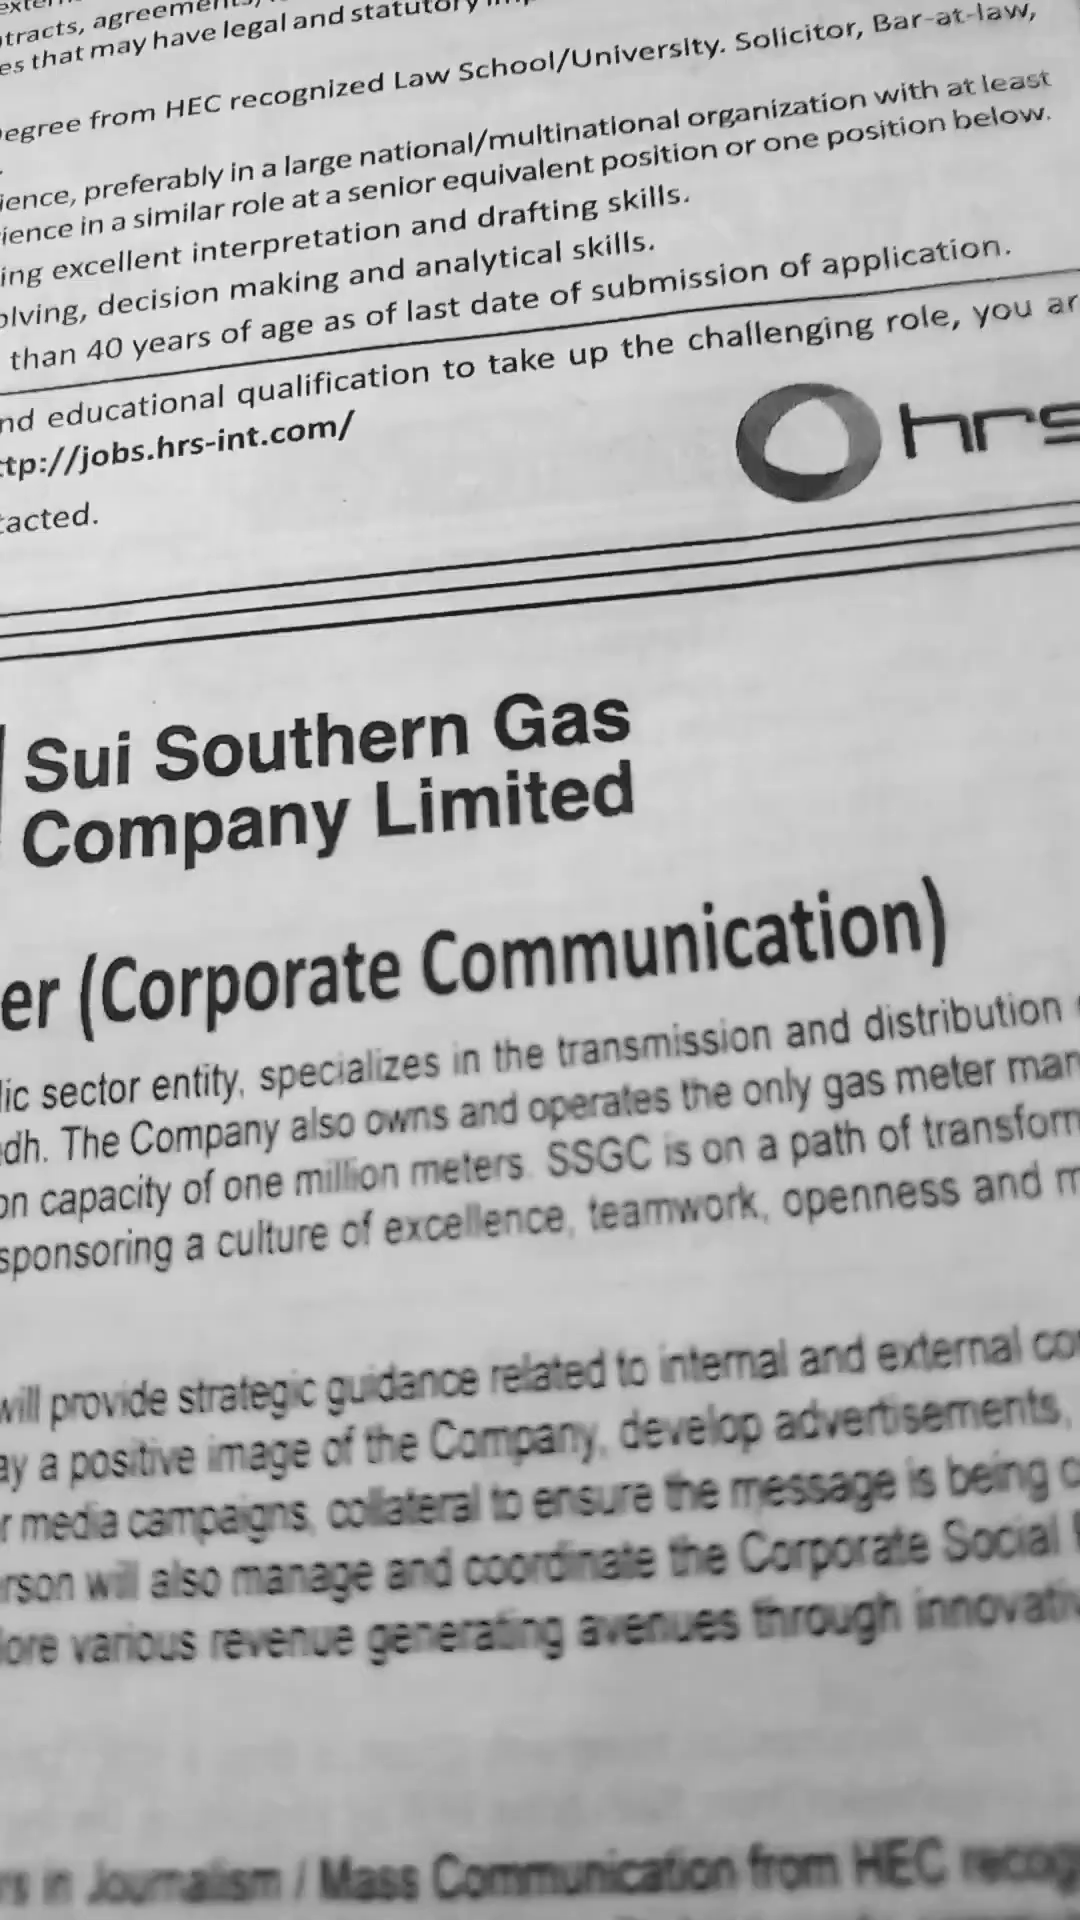 tracts, agreements
es that may have legal and statutory
egree from HEC recognized Law School/University. Solicitor, Bar-at-law,
ience, preferably in a large national/multinational organization with at least
ience in a similar role at a senior equivalent position or one position below.
ing excellent interpretation and drafting skills.
olving, decision making and analytical skills.
than 40 years of age as of last date of submission of application.
nd educational qualification to take up the challenging role, you ar
ttp://jobs.hrs-int.com/
hrs
tacted.
Sui Southern Gas
Company Limited
er (Corporate Communication)
lic sector entity, specializes in the transmission and distribution
dh. The Company also owns and operates the only gas meter man
on capacity of one million meters. SSGC is on a path of transform
sponsoring a culture of excellence, teamwork, openness and m
will provide strategic guidance related to internal and external co
ay a positive image of the Company, develop advertisements,
r media campaigns, collateral to ensure the message is being c
rson will also manage and coordinate the Corporate Social
lore various revenue generating avenues through innovativ
rs in Journalism / Mass Communication from HEC recog